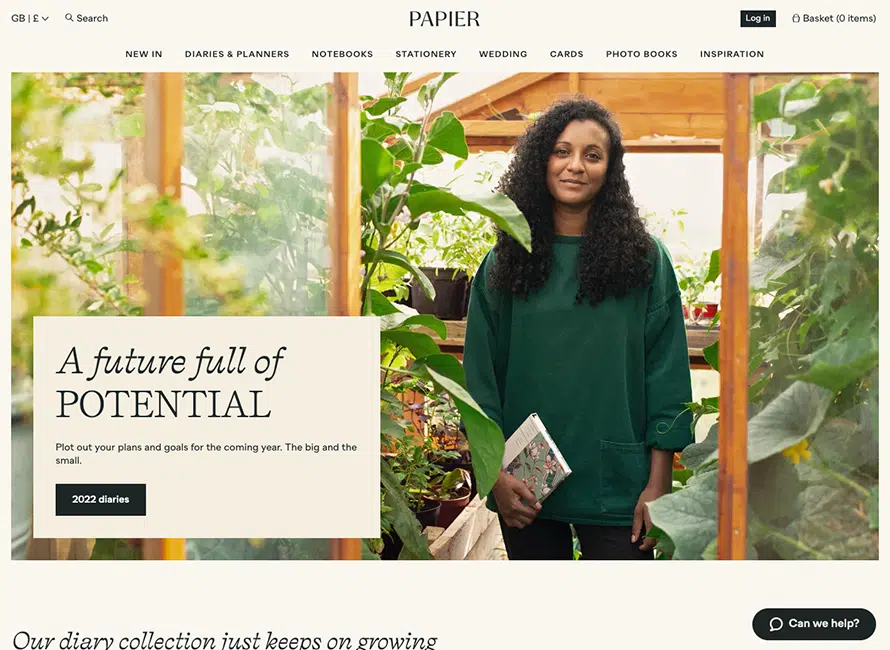 GB | £
Search
PAPIER
Log in
Basket (0 items)
NEW IN
DIARIES & PLANNERS
NOTEBOOKS
STATIONERY
WEDDING
CARDS
PHOTO BOOKS
INSPIRATION
A future full of
POTENTIAL
Plot out your plans and goals for the coming year. The big and the
small.
2022 diaries
Our diary collection just keeps on growing
Can we help?